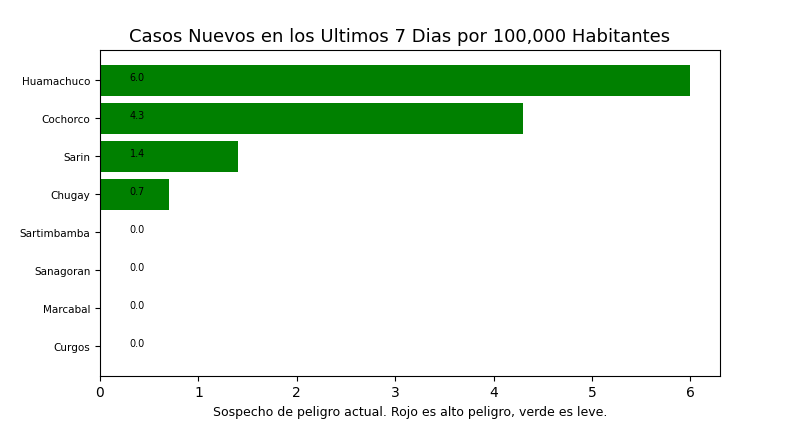 Casos Nuevos en los Ultimos 7 Dias por 100,000 Habitantes
Huamachuco 6.0
Cochorco 4.3
Sarin 1.4
Chugay 0.7
Sartimbamba 0.0
Sanagoran 0.0
Marcabal 0.0
Curgos 0.0
0 1 2 3 4 5 6
Sospecho de peligro actual. Rojo es alto peligro, verde es leve.